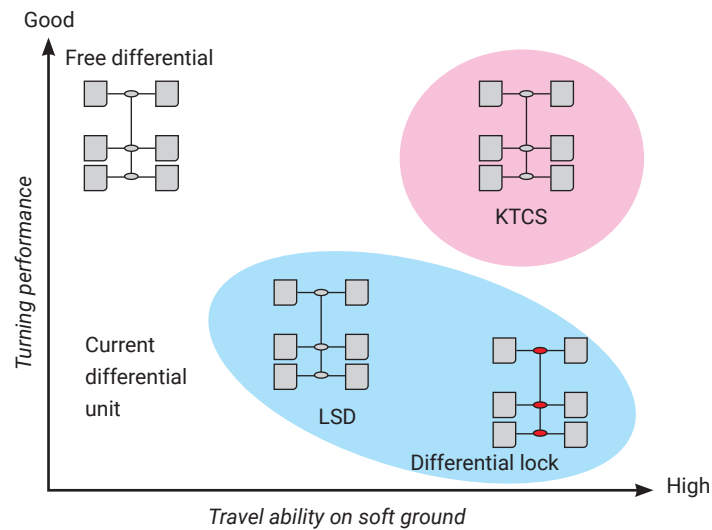 Good
Free differential
KTCS
Turning performance
Current
differential
unit
LSD
Differential lock
High
Travel ability on soft ground